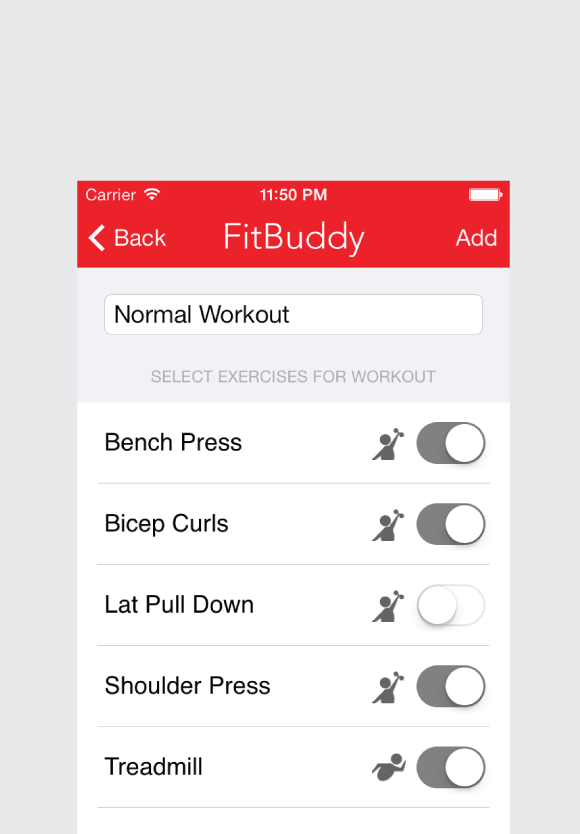 Carrier 11:50 PM
Back FitBuddy Add
Normal Workout
SELECT EXERCISES FOR WORKOUT
Bench Press
Bicep Curls
Lat Pull Down
Shoulder Press
Treadmill